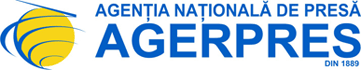 AGENȚIA NAȚIONALĂ DE PRESĂ
AGERPRES
DIN 1889